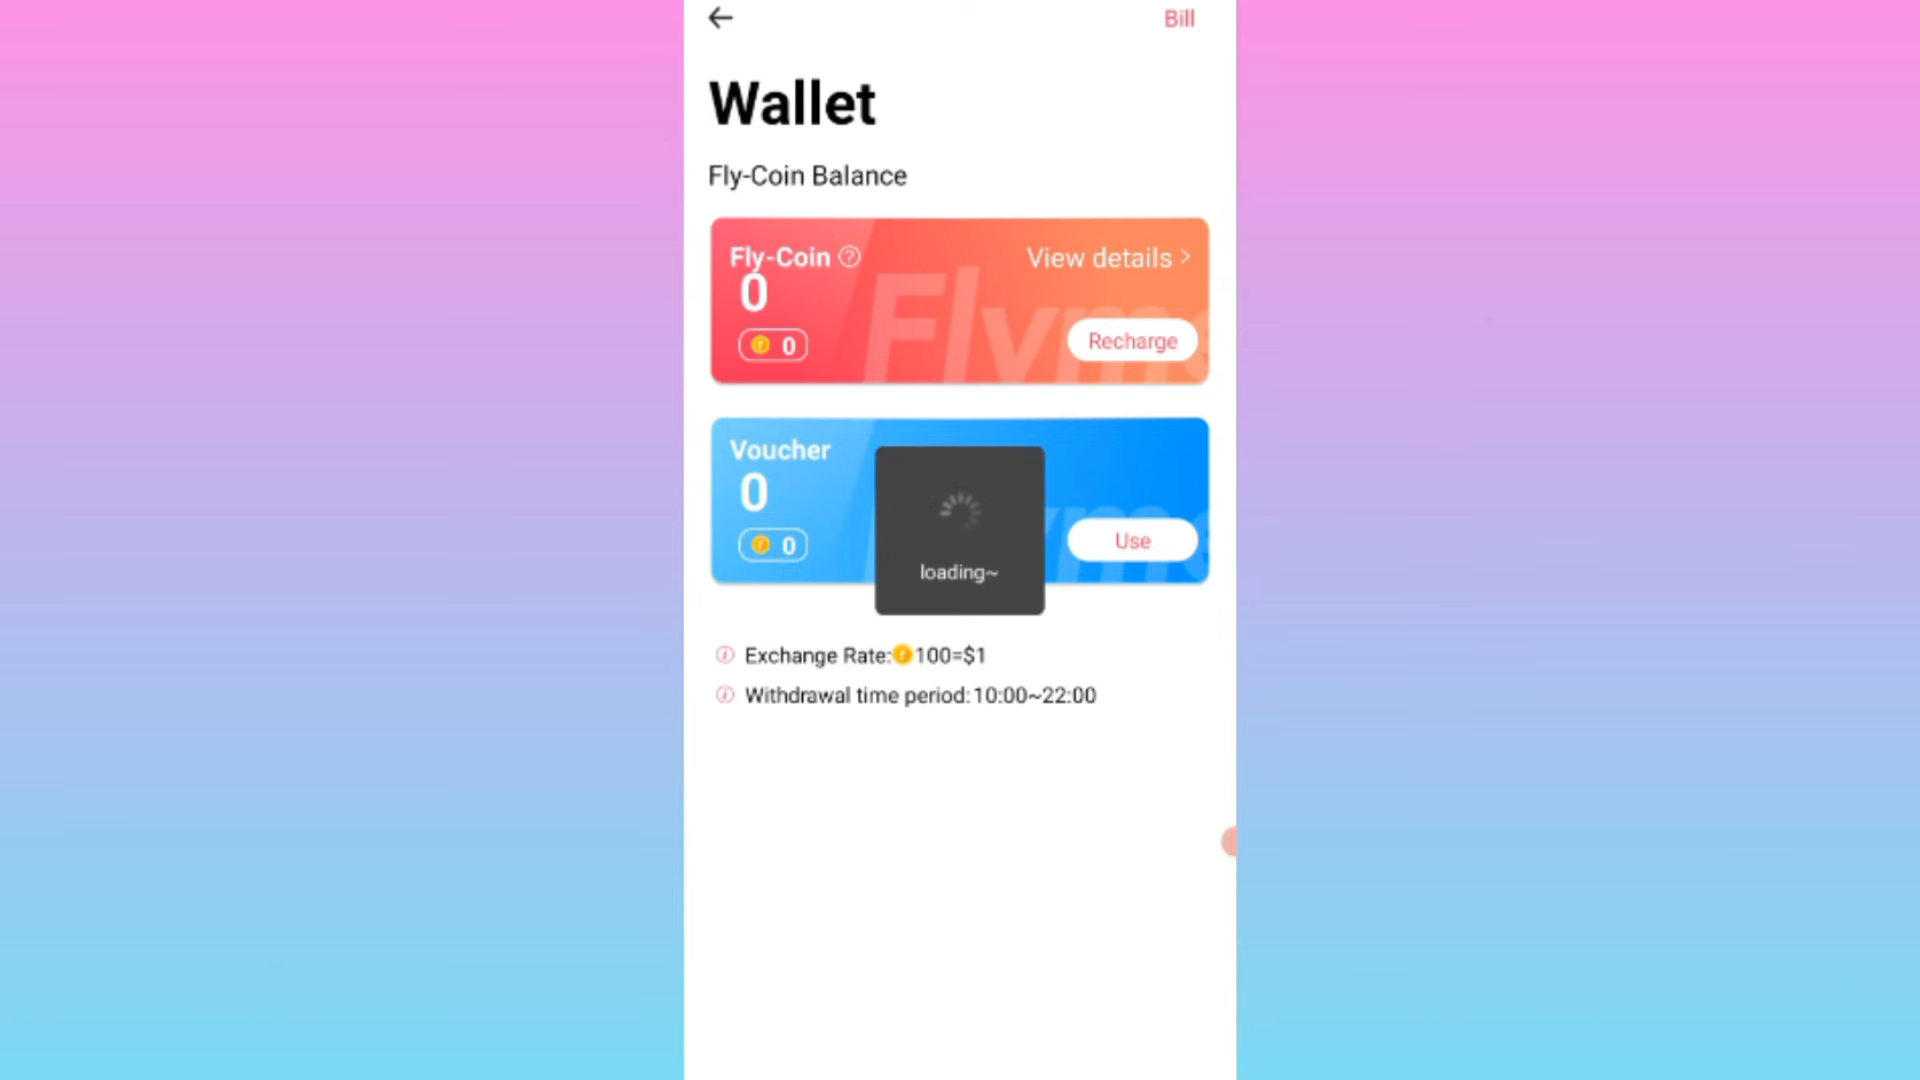 Bill
Wallet
Fly-Coin Balance
Fly-Coin
View details >
0
0
Recharge
Voucher
0
0
Use
loading~
Exchange Rate:100=$1
Withdrawal time period:10:00~22:00